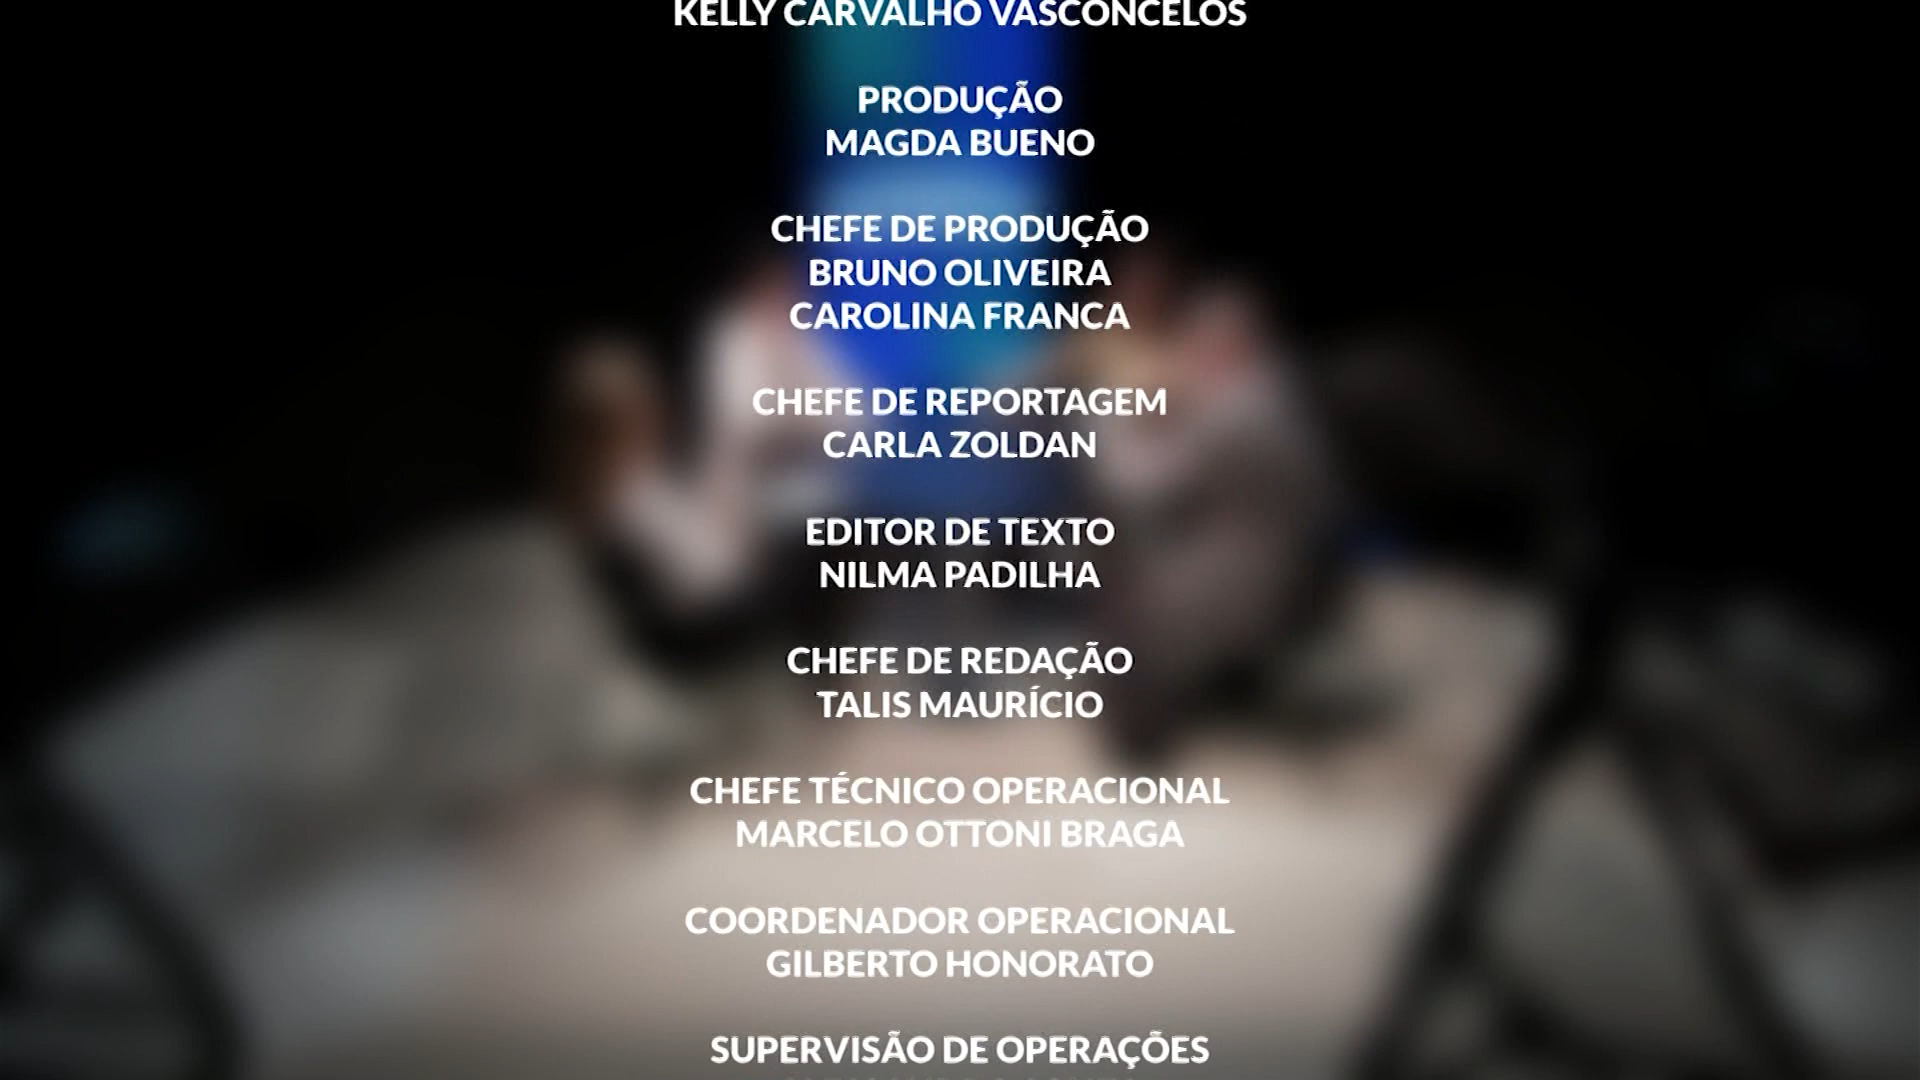 KELLY CARVALHO VASCONCELOS
PRODUÇÃO
MAGDA BUENO
CHEFE DE PRODUÇÃO
BRUNO OLIVEIRA
CAROLINA FRANCA
CHEFE DE REPORTAGEM
CARLA ZOLDAN
EDITOR DE TEXTO
NILMA PADILHA
CHEFE DE REDAÇÃO
TALIS MAURÍCIO
CHEFE TÉCNICO OPERACIONAL
MARCELO OTTONI BRAGA
COORDENADOR OPERACIONAL
GILBERTO HONORATO
SUPERVISÃO DE OPERAÇÕES